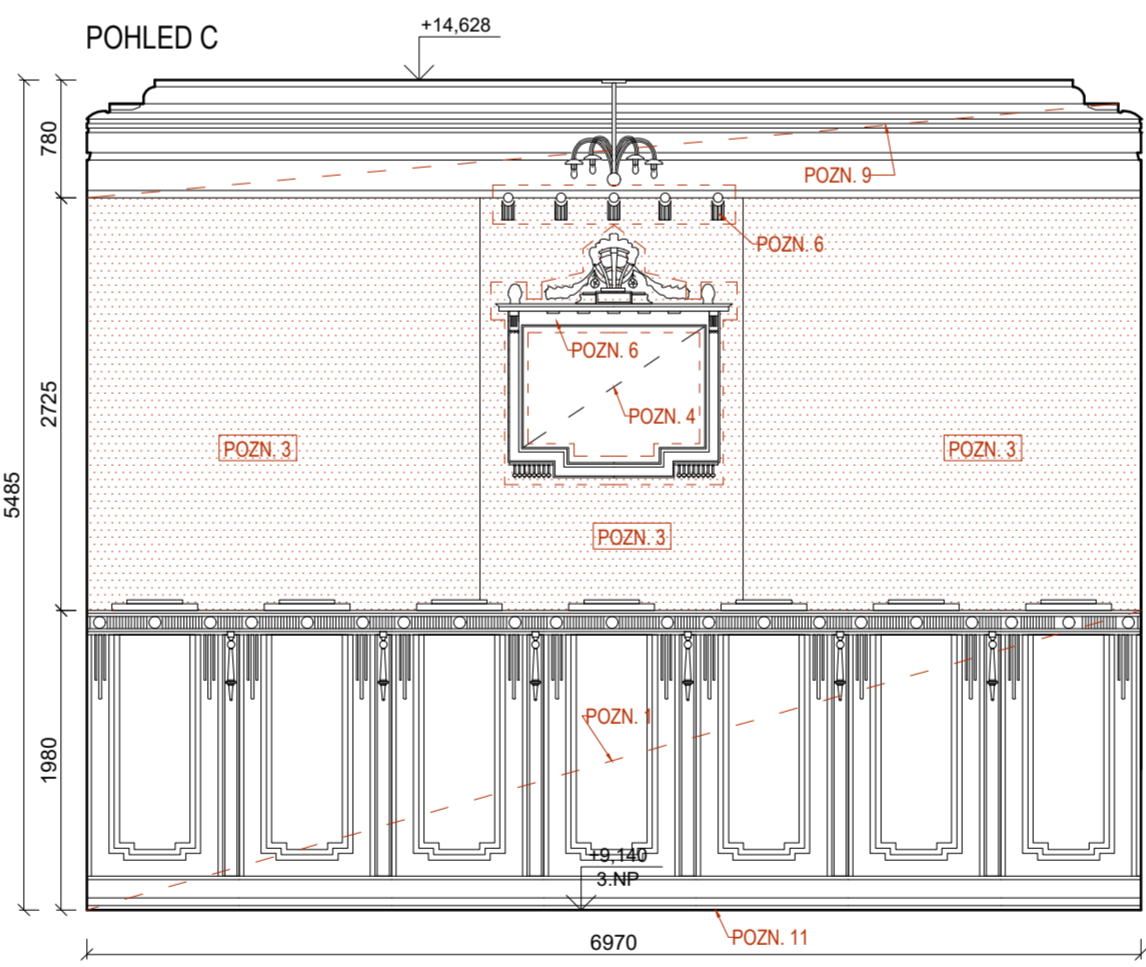 POHLED C
+14,628
780
POZN. 9
POZN. 6
POZN. 6
2725
POZN. 4
POZN. 3
POZN. 3
5485
POZN. 3
POZN. 1
1980
+9,140
3.NP
6970
POZN. 11